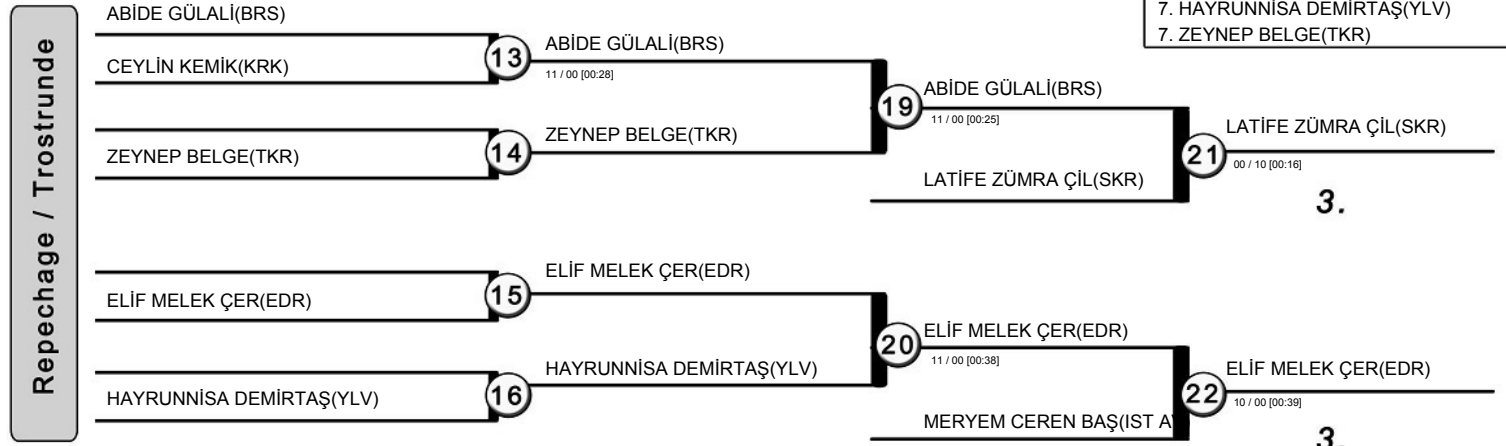 7. HAYRUNNİSA DEMİRTAŞ(YLV)
7. ZEYNEP BELGE(TKR)
Repechage / Trostrunde
ABİDE GÜLALİ(BRS)
CEYLİN KEMİK(KRK)
13
ABİDE GÜLALİ(BRS)
11 / 00 [00:28]
ZEYNEP BELGE(TKR)
14
ZEYNEP BELGE(TKR)
19
ABİDE GÜLALİ(BRS)
11 / 00 [00:25]
LATİFE ZÜMRA ÇİL(SKR)
21
LATİFE ZÜMRA ÇİL(SKR)
00 / 10 [00:16]
3.
ELİF MELEK ÇER(EDR)
15
ELİF MELEK ÇER(EDR)
HAYRUNNİSA DEMİRTAŞ(YLV)
16
HAYRUNNİSA DEMİRTAŞ(YLV)
20
ELİF MELEK ÇER(EDR)
11 / 00 [00:38]
MERYEM CEREN BAŞ(IST A
22
ELİF MELEK ÇER(EDR)
10 / 00 [00:39]
3.